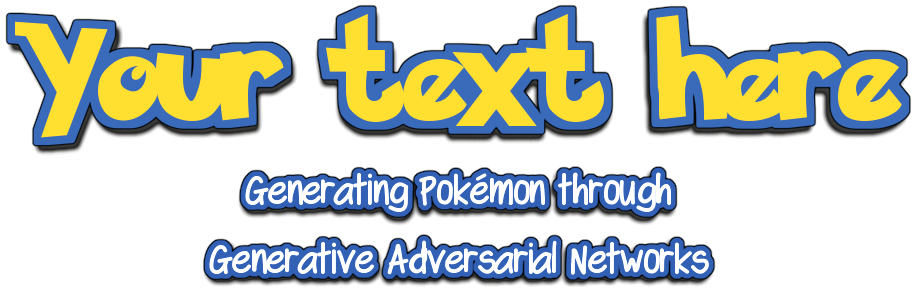 Your text here
Generating Pokémon through
Generative Adversarial Networks